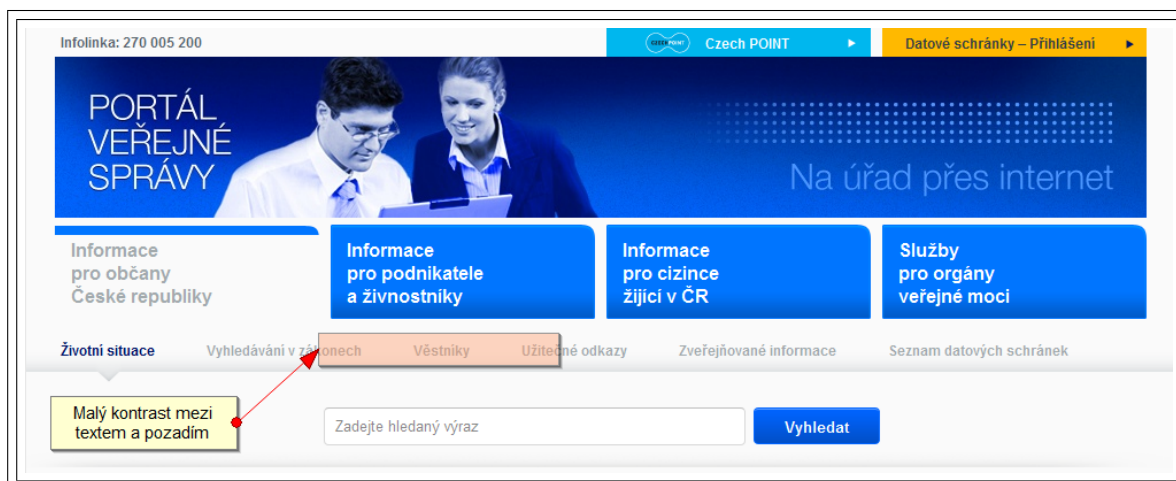 Infolinka: 270 005 200
CZECH POINT
Czech POINT
Datové schránky – Přihlášení
PORTÁL
VEŘEJNÉ
SPRÁVY
Na úřad přes internet
Informace
pro občany
České republiky
Informace
pro podnikatele
a živnostníky
Informace
pro cizince
žijící v ČR
Služby
pro orgány
veřejné moci
Životní situace
Vyhledávání v zákonech
Věstníky
Užitečné odkazy
Zveřejňované informace
Seznam datových schránek
Malý kontrast mezi
textem a pozadím
Zadejte hledaný výraz
Vyhledat